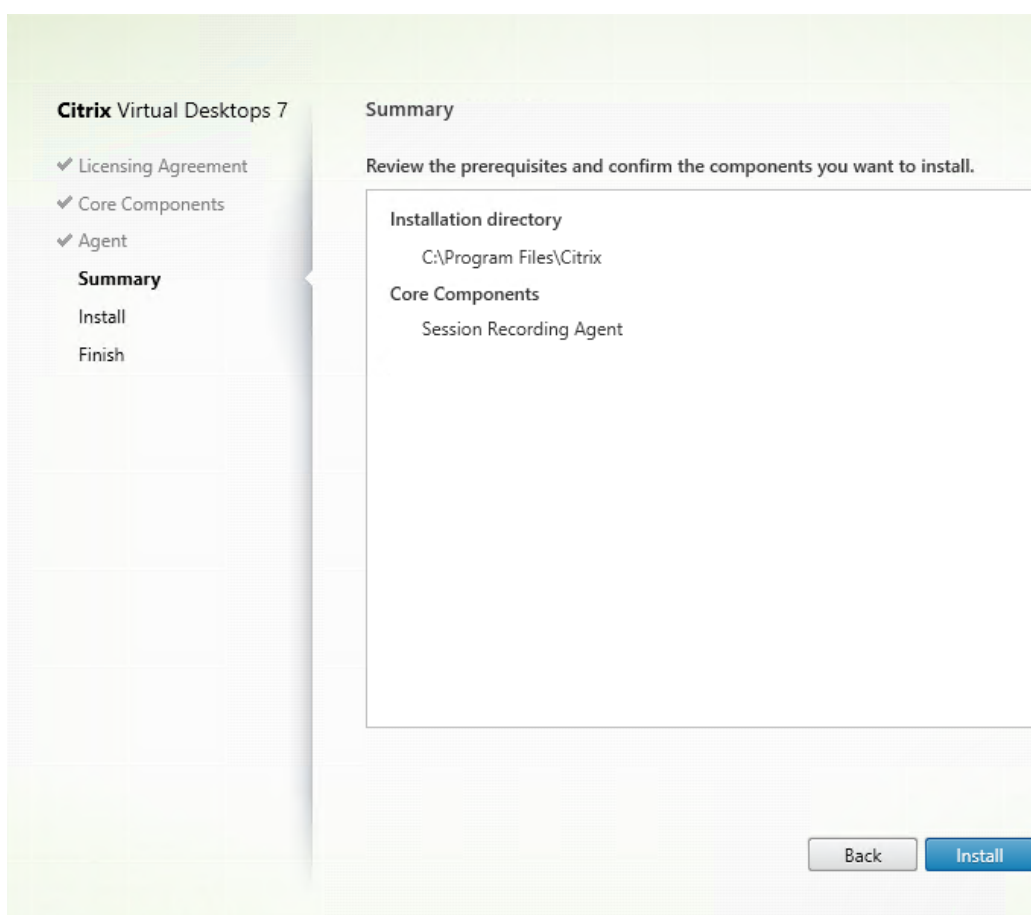 Citrix Virtual Desktops 7
✔ Licensing Agreement
✔ Core Components
✔ Agent
Summary
Install
Finish
Summary
Review the prerequisites and confirm the components you want to install.
Installation directory
C:\Program Files\Citrix
Core Components
Session Recording Agent
Back
Install